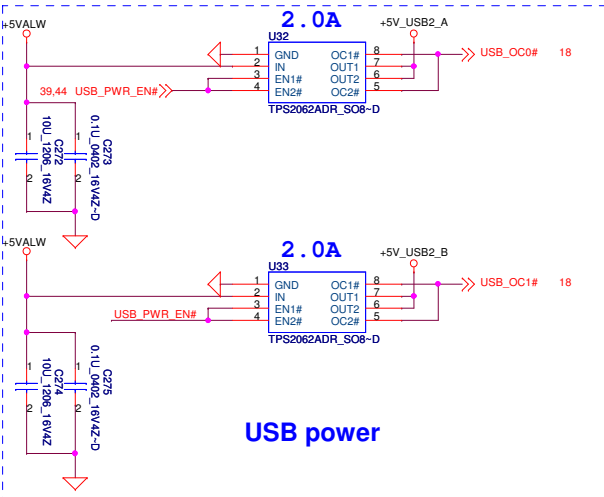 +5VALW
2.0A
U32
+5V_USB2_A
1 GND OC1# 8
2 IN OUT1 7
3 EN1# OUT2 6
4 EN2# OC2# 5
TPS2062ADR_SO8~D
USB_OC0# 18
39,44 USB_PWR_EN#
1
2
C272
10U_1206_16V4Z
1
2
C273
0.1U_0402_16V4Z~D
+5VALW
2.0A
U33
+5V_USB2_B
1 GND OC1# 8
2 IN OUT1 7
3 EN1# OUT2 6
4 EN2# OC2# 5
TPS2062ADR_SO8~D
USB_OC1# 18
USB_PWR_EN#
1
2
C274
10U_1206_16V4Z
1
2
C275
0.1U_0402_16V4Z~D
USB power